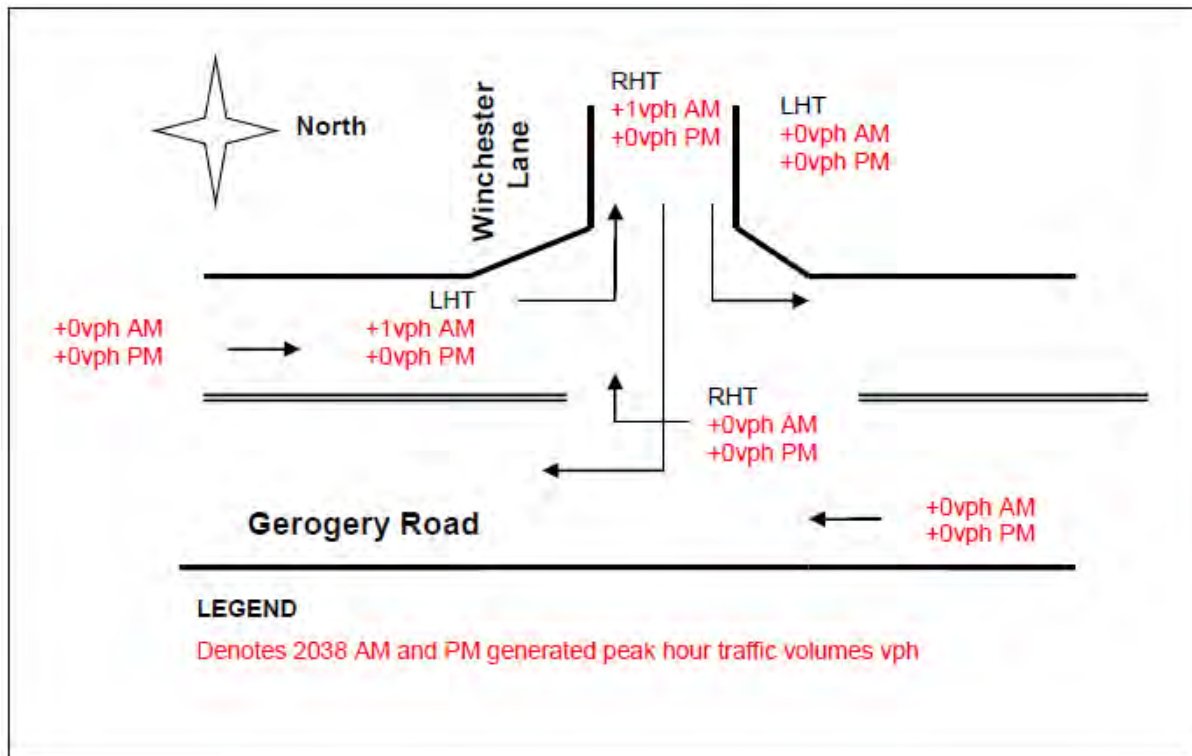 North
Winchester
Lane
RHT
+1vph AM
+0vph PM
LHT
+0vph AM
+0vph PM
LHT
+1vph AM
+0vph PM
+0vph AM
+0vph PM
RHT
+0vph AM
+0vph PM
Gerogery Road
+0vph AM
+0vph PM
LEGEND
Denotes 2038 AM and PM generated peak hour traffic volumes vph